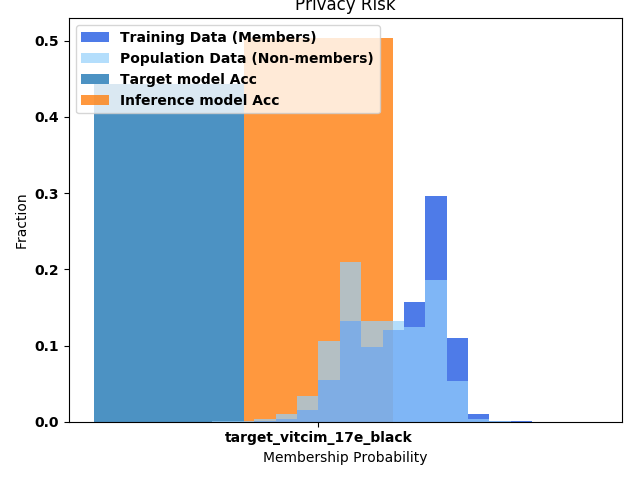 Privacy Risk
Training Data (Members)
Population Data (Non-members)
Target model Acc
Inference model Acc
Fraction
0.5
0.4
0.3
0.2
0.1
0.0
target_vitcim_17e_black
Membership Probability